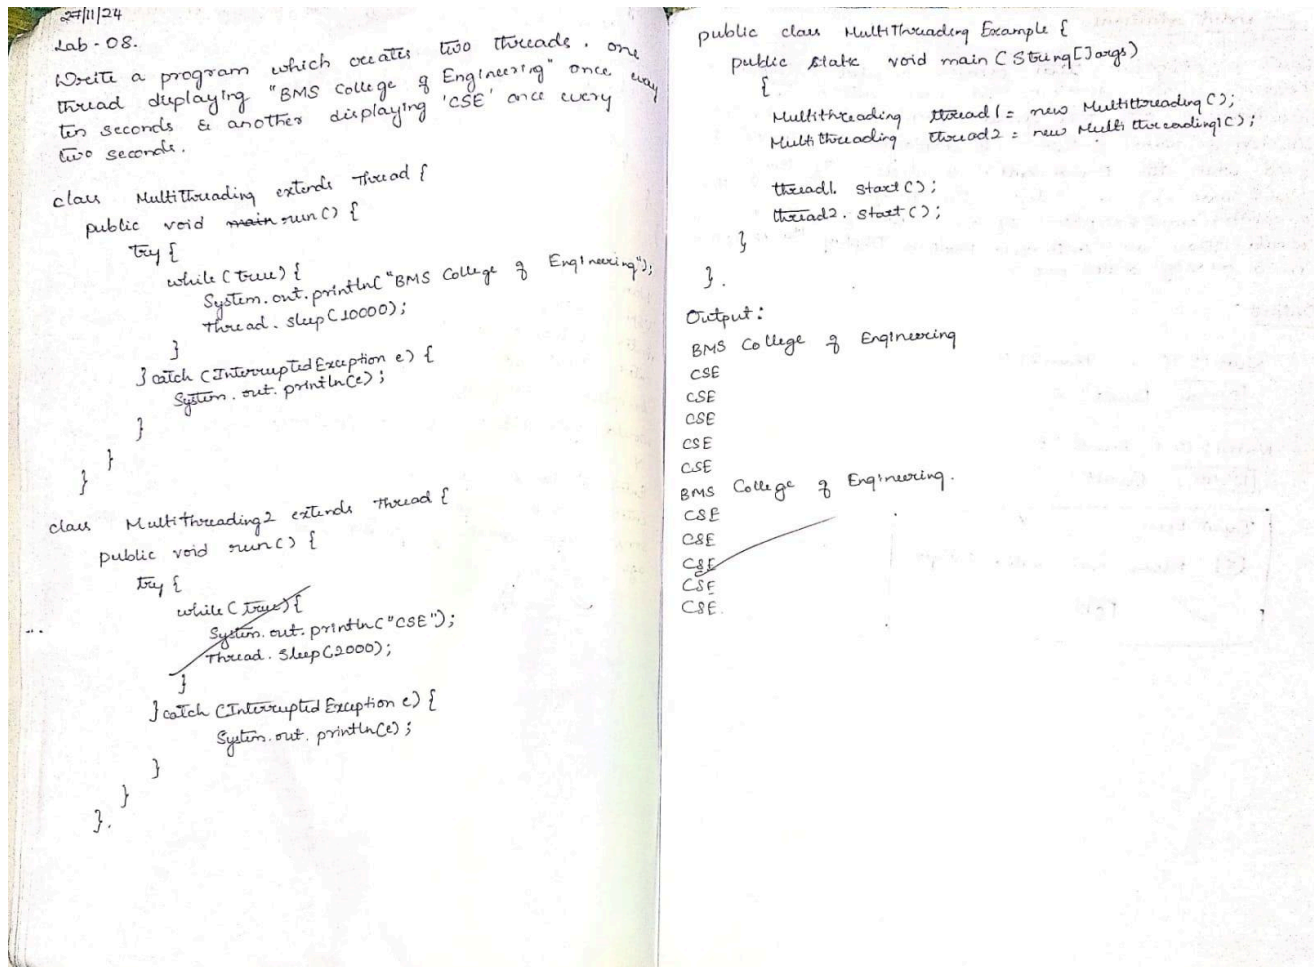 27/11/24
Lab - 08.
Write a program which creates two threads, one
thread displaying "BMS College of Engineering" once every
ten seconds & another displaying 'CSE' once every
two seconds.
class Multithreading extends Thread {
public void main run() {
try {
while (true) {
System.out.println("BMS College of Engineering");
Thread.sleep(10000);
}
} catch (InterruptedException e) {
System.out.println(e);
}
}
}
class Multithreading2 extends Thread {
public void run() {
try {
while (true) {
System.out.println("CSE");
Thread.sleep(2000);
}
} catch (InterruptedException e) {
System.out.println(e);
}
}
}.
public class MultiThreading Example {
public static void main (String[] args)
{
Multithreading thread1 = new Multithreading();
Multithreading thread2 = new Multithreading1();
thread1. start();
thread2. start();
}
}.
Output:
BMS College of Engineering
CSE
CSE
CSE
CSE
CSE
BMS College of Engineering.
CSE
CSE
CSE
CSE
CSE.